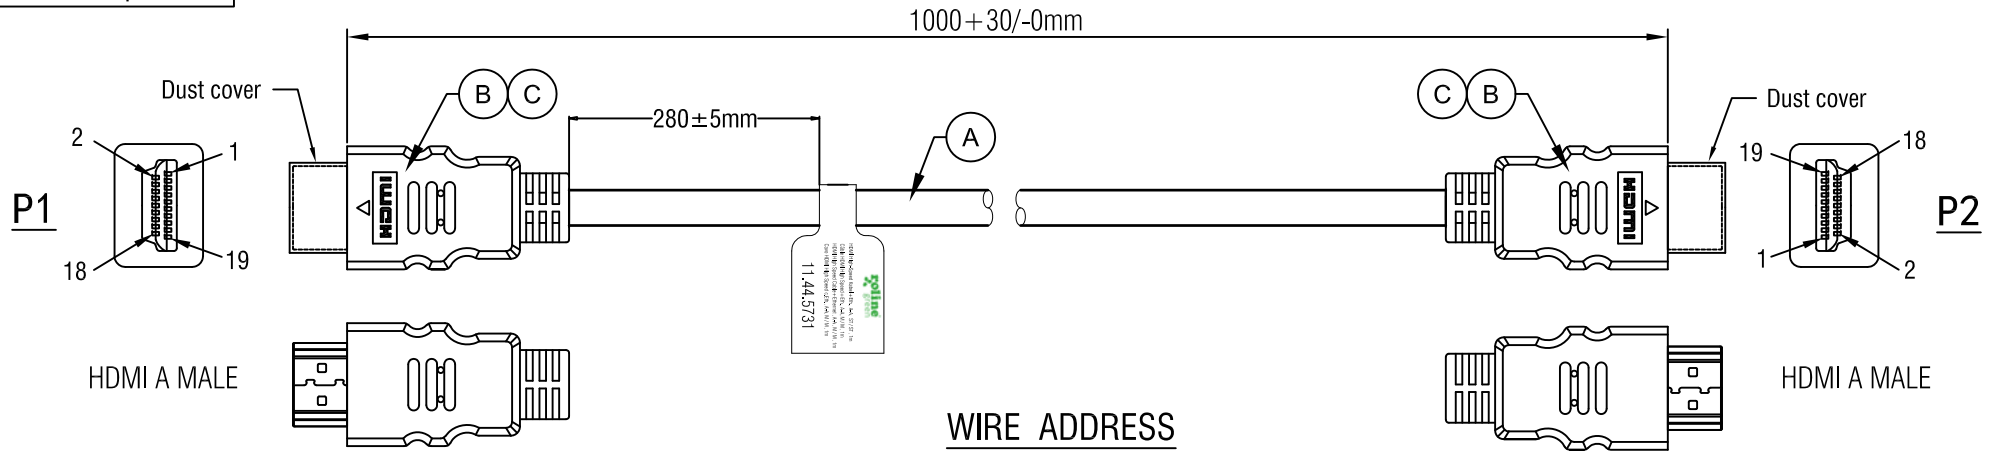 1000+30/-0mm
Dust cover
B C
280±5mm
A
C B
Dust cover
2
1
P1
18
19
HDMI
HDMI
19
18
P2
1
2
roline
green
11.44.5731
HDMI A MALE
HDMI A MALE
WIRE ADDRESS